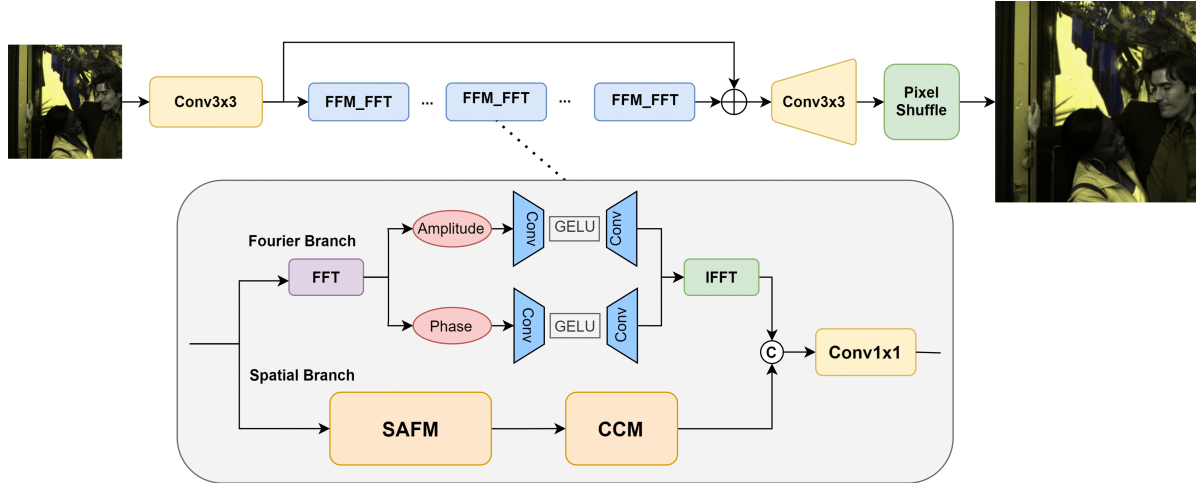 Conv3x3
FFM_FFT
...
FFM_FFT
...
FFM_FFT
Conv3x3
Pixel
Shuffle
Fourier Branch
FFT
Amplitude
Conv
GELU
Conv
IFFT
Phase
Conv
GELU
Conv
C
Conv1x1
Spatial Branch
SAFM
CCM